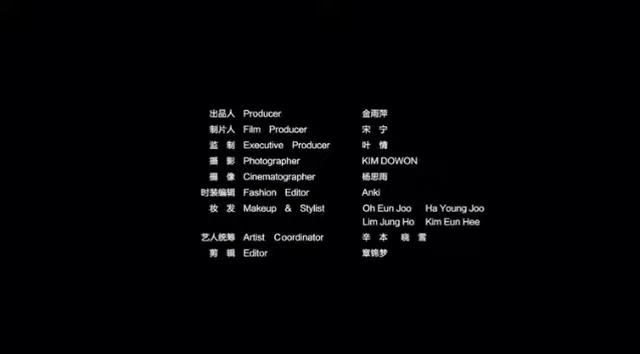 出品人 Producer 金雨萍
制片人 Film Producer 宋 宁
监 制 Executive Producer 叶 情
摄 影 Photographer KIM DOWON
摄 像 Cinematographer 杨思雨
时装编辑 Fashion Editor Anki
妆 发 Makeup & Stylist Oh Eun Joo Ha Young Joo
Lim Jung Ho Kim Eun Hee
艺人统筹 Artist Coordinator 辛 本 晓 雪
剪 辑 Editor 章锦梦